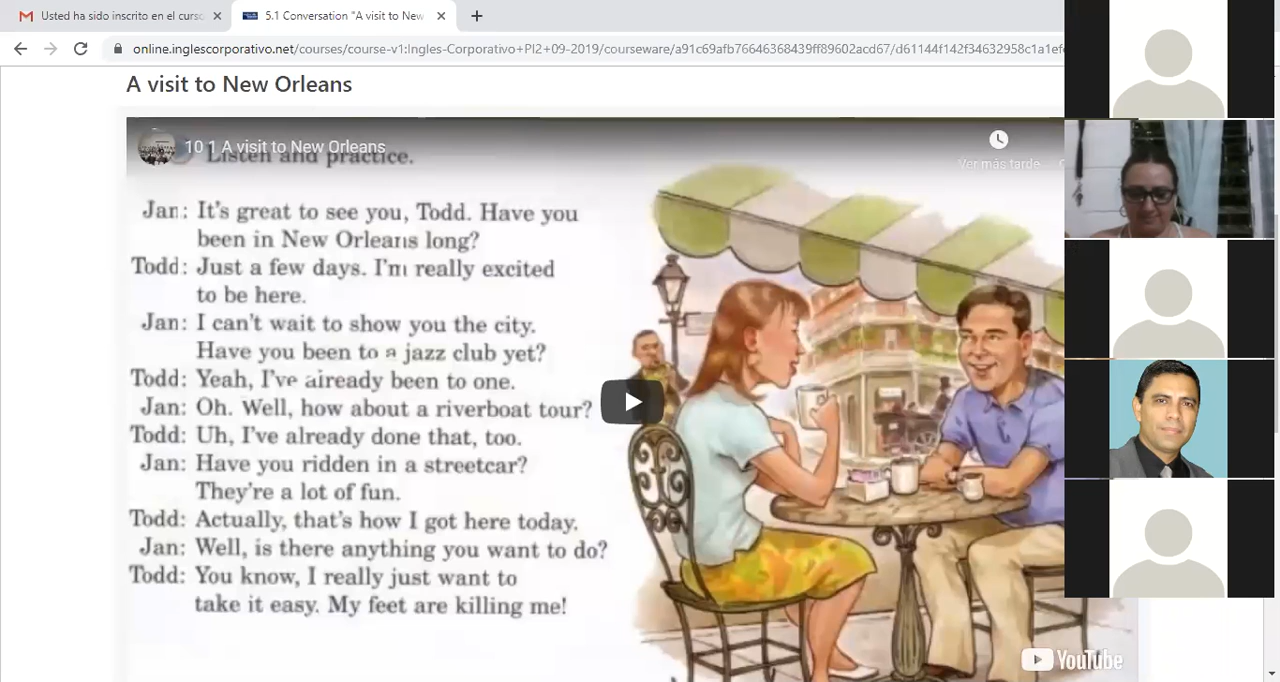 Usted ha sido inscrito en el curso
5.1 Conversation "A visit to New
online.inglescorporativo.net/courses/course-v1:Ingles-Corporativo+PI2+09-2019/courseware/a91c69afb76646368439ff89602acd67/d61144f142f34632958c1a1ef
A visit to New Orleans
10 1 A visit to New Orleans
Listen and practice.
Ver más tarde
Jan: It's great to see you, Todd. Have you
been in New Orleans long?
Todd: Just a few days. I'm really excited
to be here.
Jan: I can't wait to show you the city.
Have you been to a jazz club yet?
Todd: Yeah, I've already been to one.
Jan: Oh. Well, how about a riverboat tour?
Todd: Uh, I've already done that, too.
Jan: Have you ridden in a streetcar?
They're a lot of fun.
Todd: Actually, that's how I got here today.
Jan: Well, is there anything you want to do?
Todd: You know, I really just want to
take it easy. My feet are killing me!
YouTube